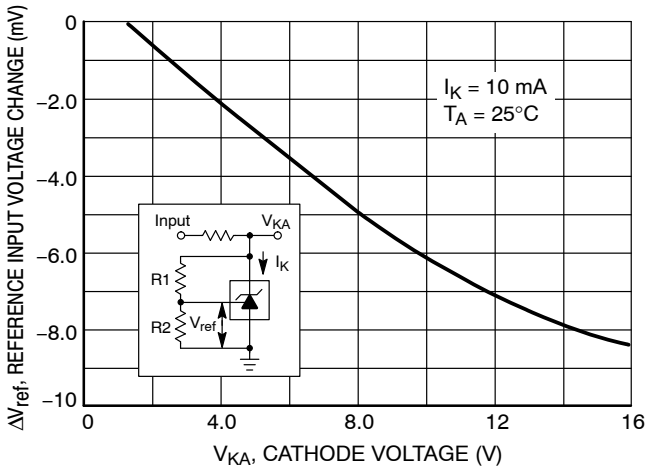 ΔVref, REFERENCE INPUT VOLTAGE CHANGE (mV)
0
−2.0
−4.0
−6.0
−8.0
−10
IK = 10 mA
TA = 25°C
Input
VKA
IK
R1
R2
Vref
0
4.0
8.0
12
16
VKA, CATHODE VOLTAGE (V)